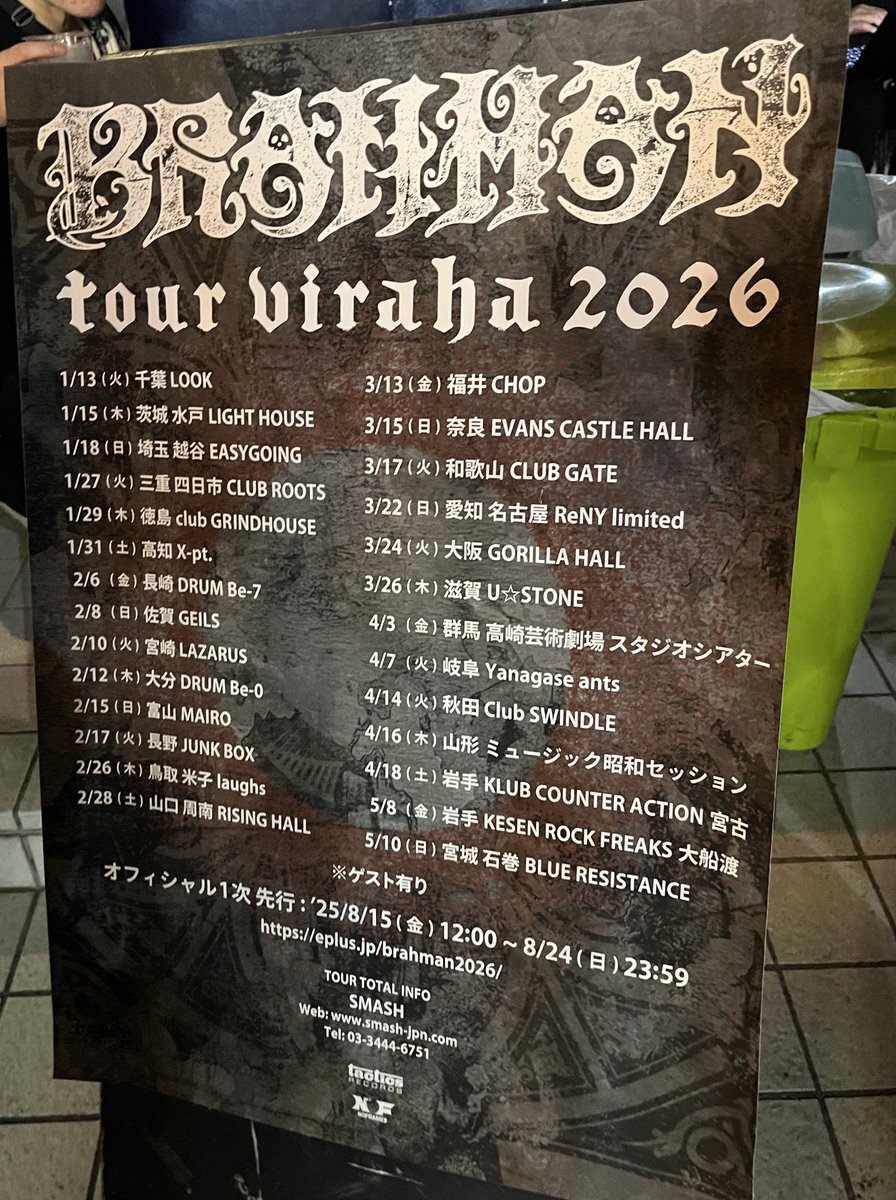 BRAHMAN
tour viraha 2026
1/13(火)千葉 LOOK
1/15(木)茨城 水戸 LIGHT HOUSE
1/18(日)埼玉 越谷 EASYGOING
1/27(火)三重 四日市 CLUB ROOTS
1/29(木)徳島 club GRINDHOUSE
1/31(土)高知 X-pt.
2/6 (金)長崎 DRUM Be-7
2/8 (日)佐賀 GEILS
2/10(火)宮崎 LAZARUS
2/12(木)大分 DRUM Be-0
2/15(日)富山 MAIRO
2/17(火)長野 JUNK BOX
2/26(木)鳥取 米子 laughs
2/28(土)山口 周南 RISING HALL
3/13(金)福井 CHOP
3/15(日)奈良 EVANS CASTLE HALL
3/17(火)和歌山 CLUB GATE
3/22(日)愛知 名古屋 ReNY limited
3/24(火)大阪 GORILLA HALL
3/26(木)滋賀 U☆STONE
4/3 (金)群馬 高崎芸術劇場 スタジオシアター
4/7 (火)岐阜 Yanagase ants
4/14(火)秋田 Club SWINDLE
4/16(木)山形 ミュージック昭和セッション
4/18(土)岩手 KLUB COUNTER ACTION 宮古
5/8 (金)岩手 KESEN ROCK FREAKS 大船渡
5/10(日)宮城 石巻 BLUE RESISTANCE
※ゲスト有り
オフィシャル1次 先行：'25/8/15(金)12:00 ~ 8/24(日)23:59
https://eplus.jp/brahman2026/
TOUR TOTAL INFO
SMASH
Web: www.smash-jpn.com
Tel: 03-3444-6751
tactics
RECORDS
NOFRAMES